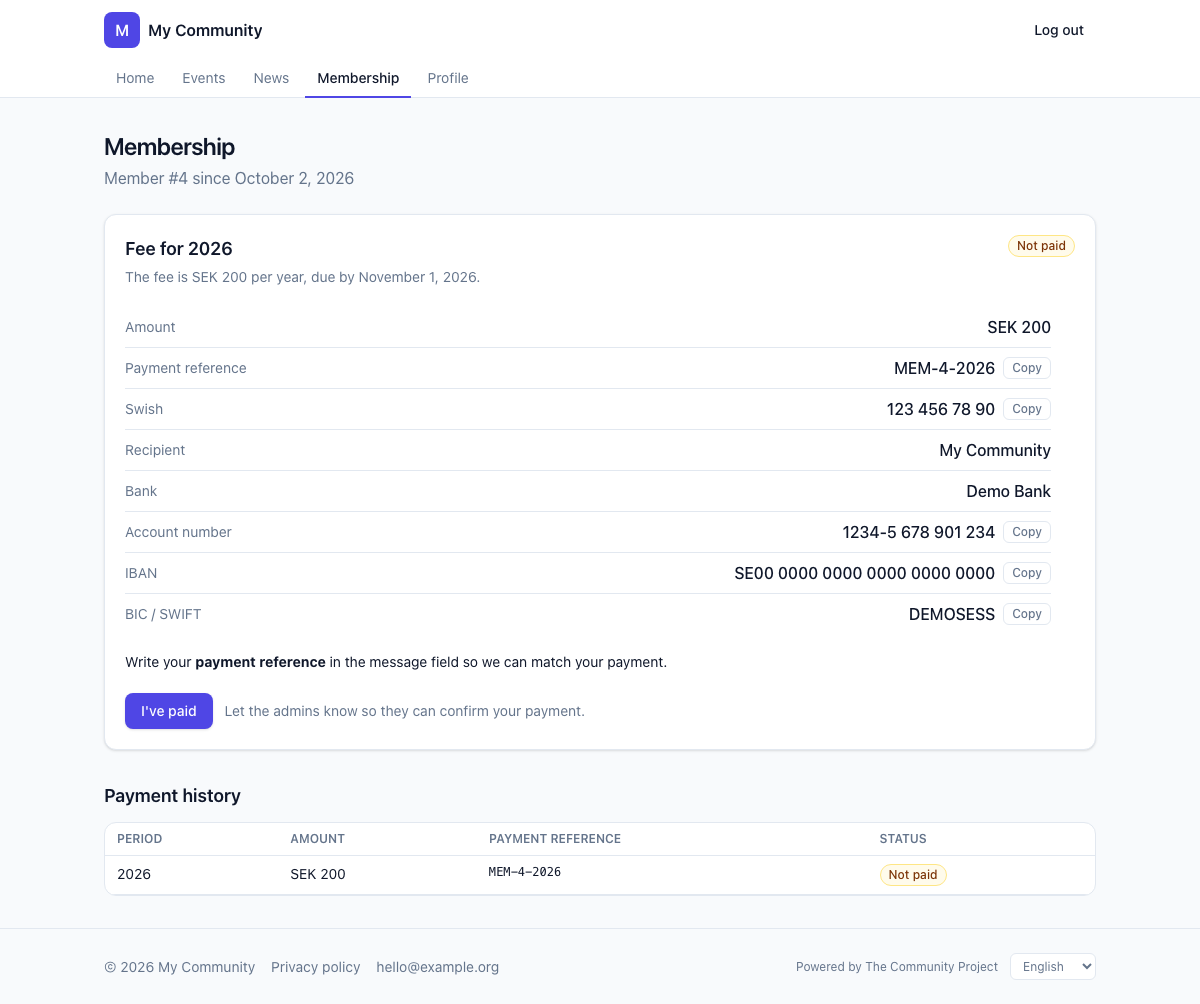 M My Community Log out
Home Events News Membership Profile
Membership
Member #4 since October 2, 2026
Fee for 2026 Not paid
The fee is SEK 200 per year, due by November 1, 2026.
Amount SEK 200
Payment reference MEM-4-2026 Copy
Swish 123 456 78 90 Copy
Recipient My Community
Bank Demo Bank
Account number 1234-5 678 901 234 Copy
IBAN SE00 0000 0000 0000 0000 0000 Copy
BIC / SWIFT DEMOSESS Copy
Write your payment reference in the message field so we can match your payment.
I've paid Let the admins know so they can confirm your payment.
Payment history
PERIOD AMOUNT PAYMENT REFERENCE STATUS
2026 SEK 200 MEM-4-2026 Not paid
© 2026 My Community Privacy policy hello@example.org Powered by The Community Project English